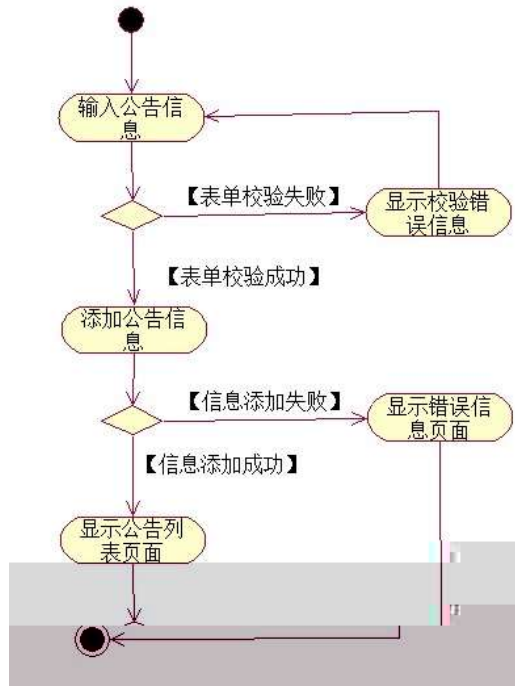 输入公告信
息
【表单校验失败】
显示校验错
误信息
【表单校验成功】
添加公告信
息
【信息添加失败】
显示错误信
息页面
【信息添加成功】
显示公告列
表页面